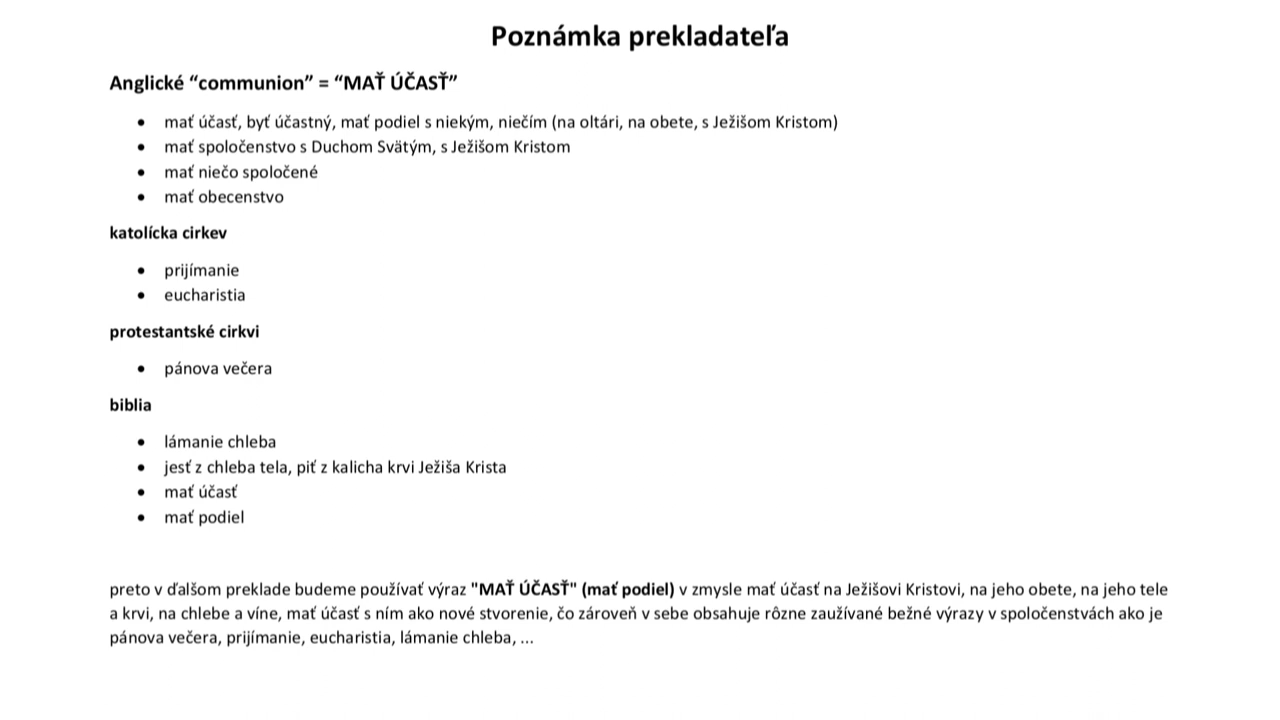 Poznámka prekladateľa
Anglické “communion” = “MAŤ ÚČASŤ”
• mať účasť, byť účastný, mať podiel s niekým, niečím (na oltári, na obete, s Ježišom Kristom)
• mať spoločenstvo s Duchom Svätým, s Ježišom Kristom
• mať niečo spoločené
• mať obecenstvo
katolícka cirkev
• prijímanie
• eucharistia
protestantské cirkvi
• pánova večera
biblia
• lámanie chleba
• jesť z chleba tela, piť z kalicha krvi Ježiša Krista
• mať účasť
• mať podiel
preto v ďalšom preklade budeme používať výraz "MAŤ ÚČASŤ" (mať podiel) v zmysle mať účasť na Ježišovi Kristovi, na jeho obete, na jeho tele
a krvi, na chlebe a víne, mať účasť s ním ako nové stvorenie, čo zároveň v sebe obsahuje rôzne zaužívané bežné výrazy v spoločenstvách ako je
pánova večera, prijímanie, eucharistia, lámanie chleba, ...